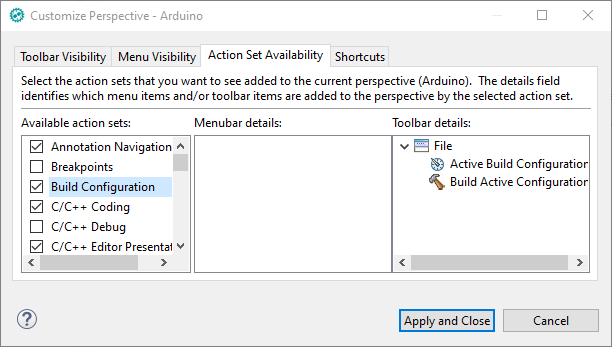 Customize Perspective - Arduino
Toolbar Visibility Menu Visibility Action Set Availability Shortcuts
Select the action sets that you want to see added to the current perspective (Arduino). The details field
identifies which menu items and/or toolbar items are added to the perspective by the selected action set.
Available action sets: Menubar details: Toolbar details:
Annotation Navigation
Breakpoints
Build Configuration
C/C++ Coding
C/C++ Debug
C/C++ Editor Presentat
File
Active Build Configuration
Build Active Configuration
? Apply and Close Cancel